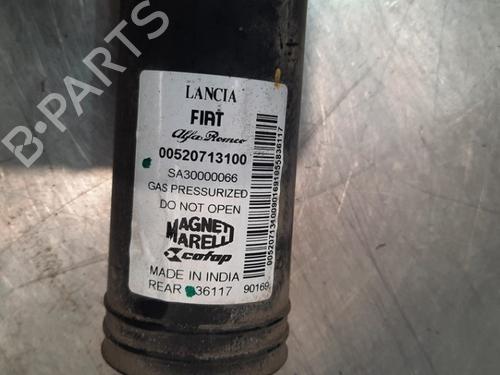 B-PARTS
LANCIA
FIAT
Alfa Romeo
00520713100
SA30000066
GAS PRESSURIZED
DO NOT OPEN
MAGNETI
MARELLI
cofap
MADE IN INDIA
REAR 36117 90169